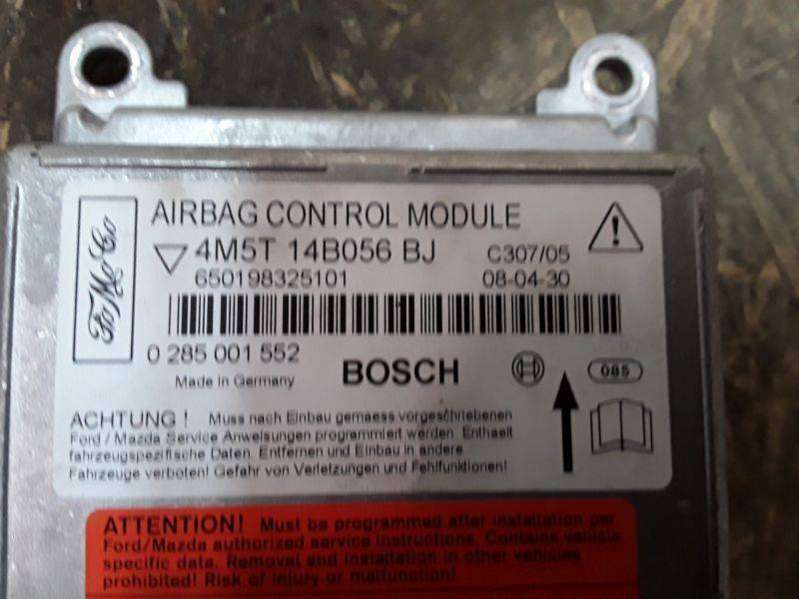 FoMoCo
AIRBAG CONTROL MODULE
4M5T 14B056 BJ C307/05
650198325101 08-04-30
0 285 001 552
Made in Germany BOSCH 085
ACHTUNG ! Muss nach Einbau gemaess vorgeschriebenen
Ford / Mazda Service Anweisungen programmiert werden. Enthaelt
fahrzeugspezifische Daten. Entfernen und Einbau in andere
Fahrzeuge verboten! Gefahr von Verletzungen und Fehlfunktionen!
ATTENTION! Must be programmed after installation per
Ford/Mazda authorized service instructions. Contains vehicle
specific data. Removal and installation in other vehicles
prohibited! Risk of injury or malfunction!